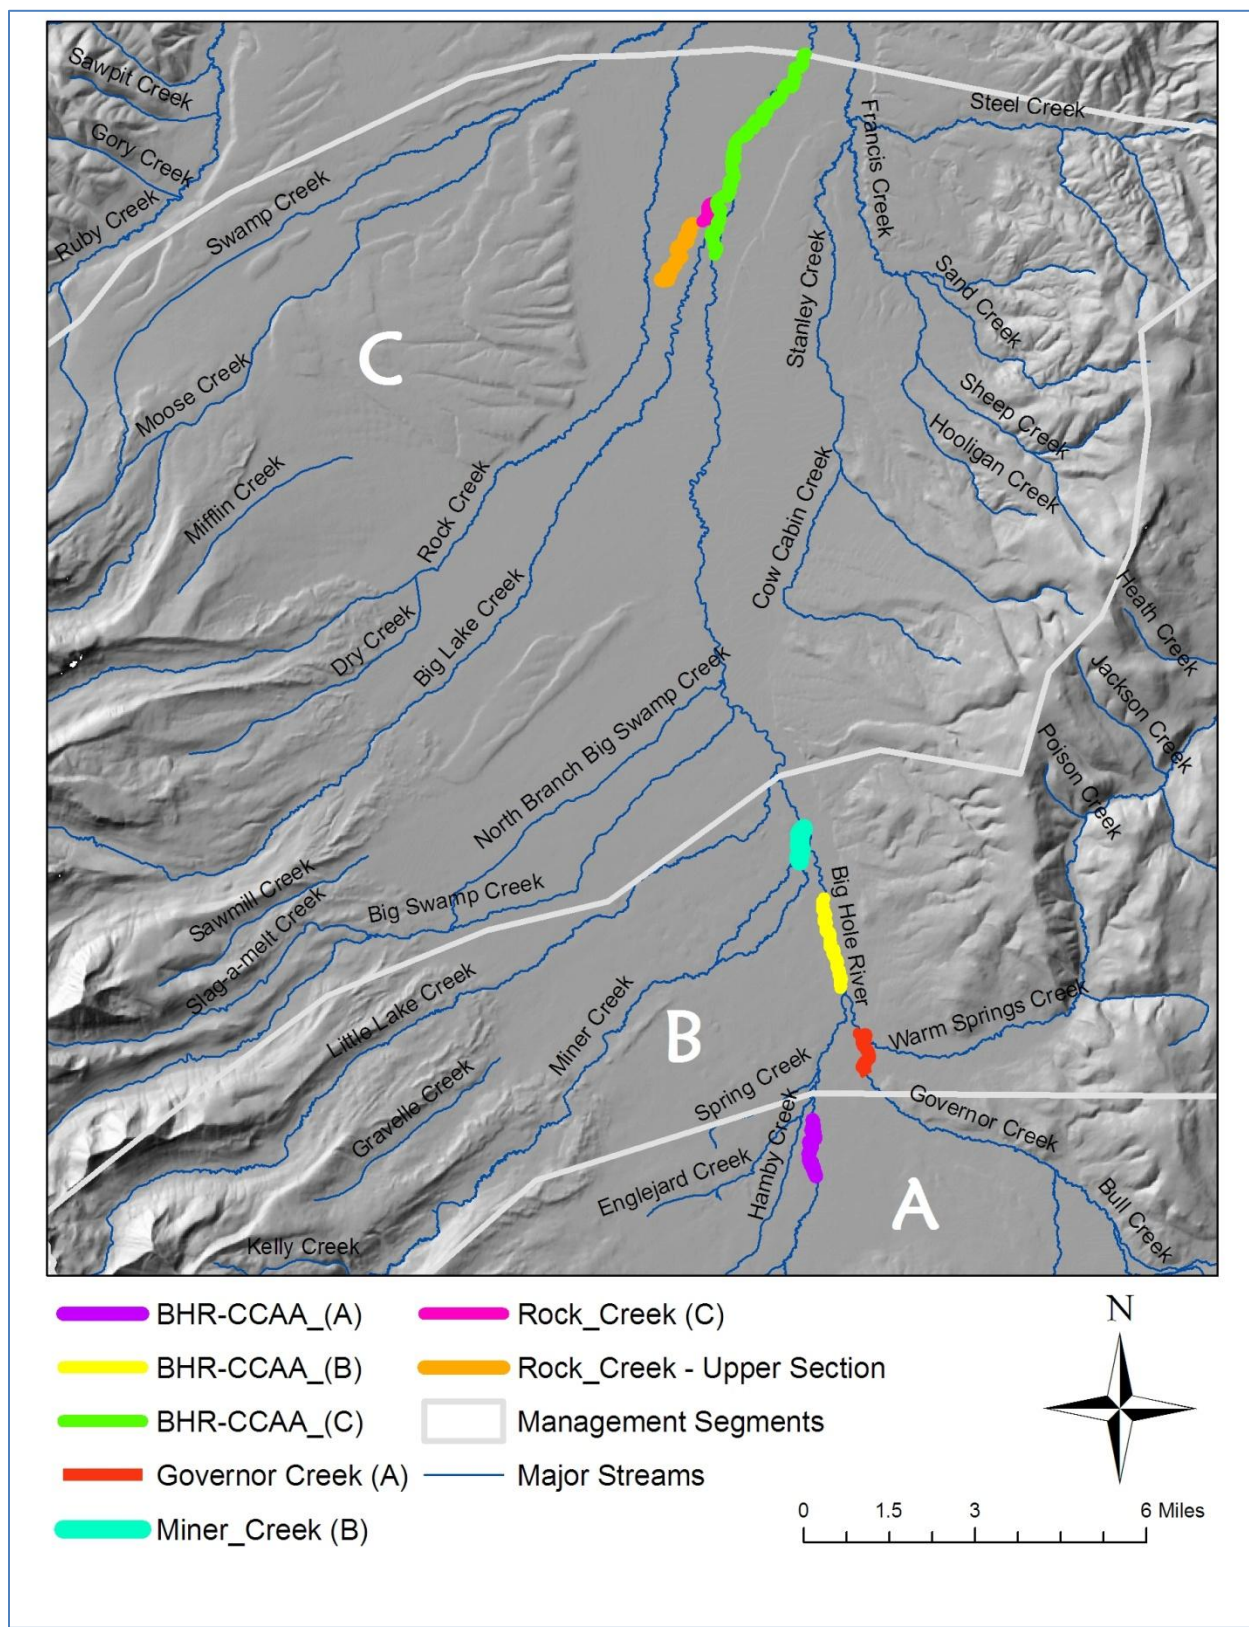 Sawpit Creek
Gory Creek
Ruby Creek
Swamp Creek
Francis Creek
Steel Creek
Stanley Creek
Sand Creek
C
Moose Creek
Sheep Creek
Hooligan Creek
Mifflin Creek
Rock Creek
Cow Cabin Creek
Heath Creek
Dry Creek
Big Lake Creek
Jackson Creek
North Branch Big Swamp Creek
Poison Creek
Sawmill Creek
Big Swamp Creek
Slag-a-melt Creek
Big Hole River
Little Lake Creek
Miner Creek
B
Warm Springs Creek
Gravelle Creek
Spring Creek
Governor Creek
Englejard Creek
Hamby Creek
A
Bull Creek
Kelly Creek
BHR-CCAA_(A)
BHR-CCAA_(B)
BHR-CCAA_(C)
Governor Creek (A)
Miner_Creek (B)
Rock_Creek (C)
Rock_Creek - Upper Section
Management Segments
Major Streams
N
0 1.5 3 6 Miles